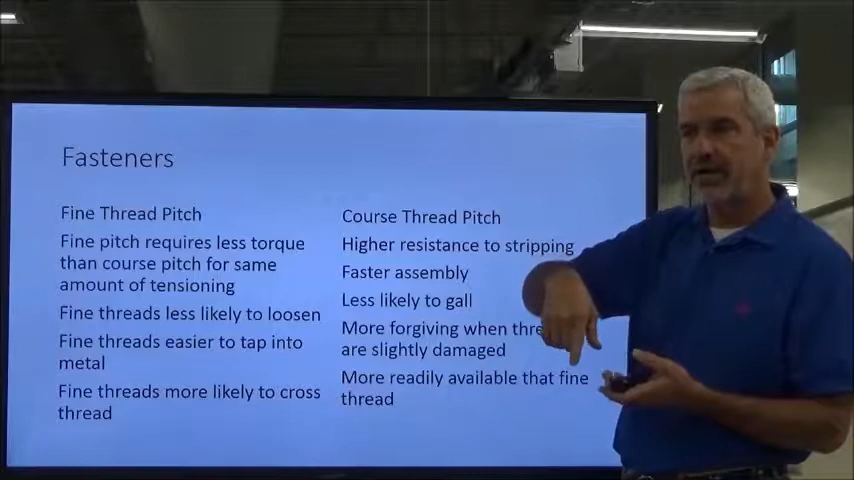 Fasteners
Fine Thread Pitch
Fine pitch requires less torque
than course pitch for same
amount of tensioning
Fine threads less likely to loosen
Fine threads easier to tap into
metal
Fine threads more likely to cross
thread
Course Thread Pitch
Higher resistance to stripping
Faster assembly
Less likely to gall
More forgiving when
are slightly damaged
More readily available that fine
thread